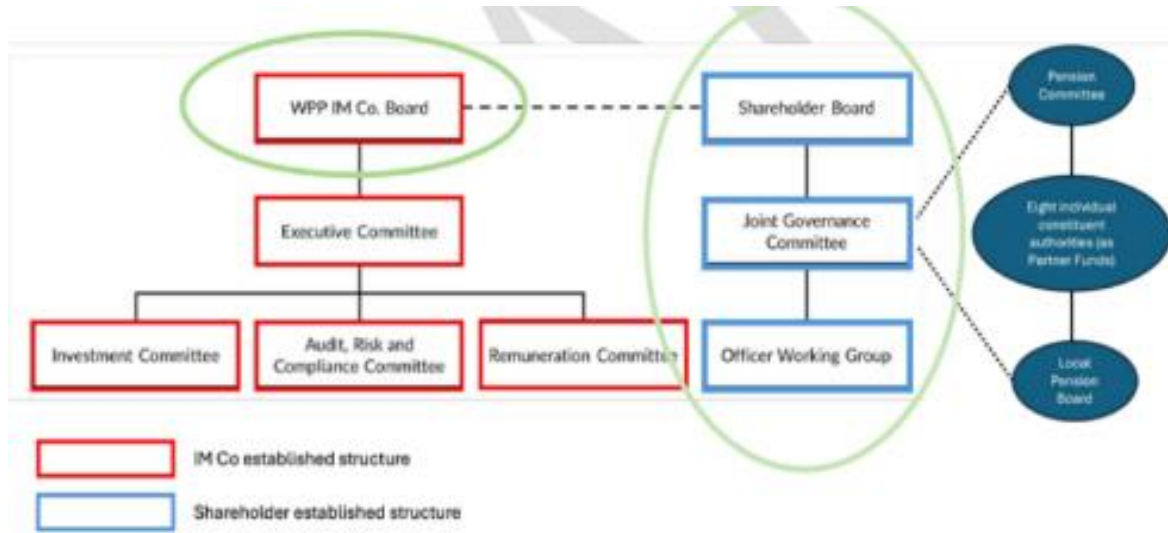 WPP IM Co. Board
Shareholder Board
Pension
Committee
Executive Committee
Joint Governance
Committee
Eight individual
constituent
authorities (as
Partner Funds)
Investment Committee
Audit, Risk and
Compliance Committee
Remuneration Committee
Officer Working Group
Local
Pension
Board
IM Co established structure
Shareholder established structure